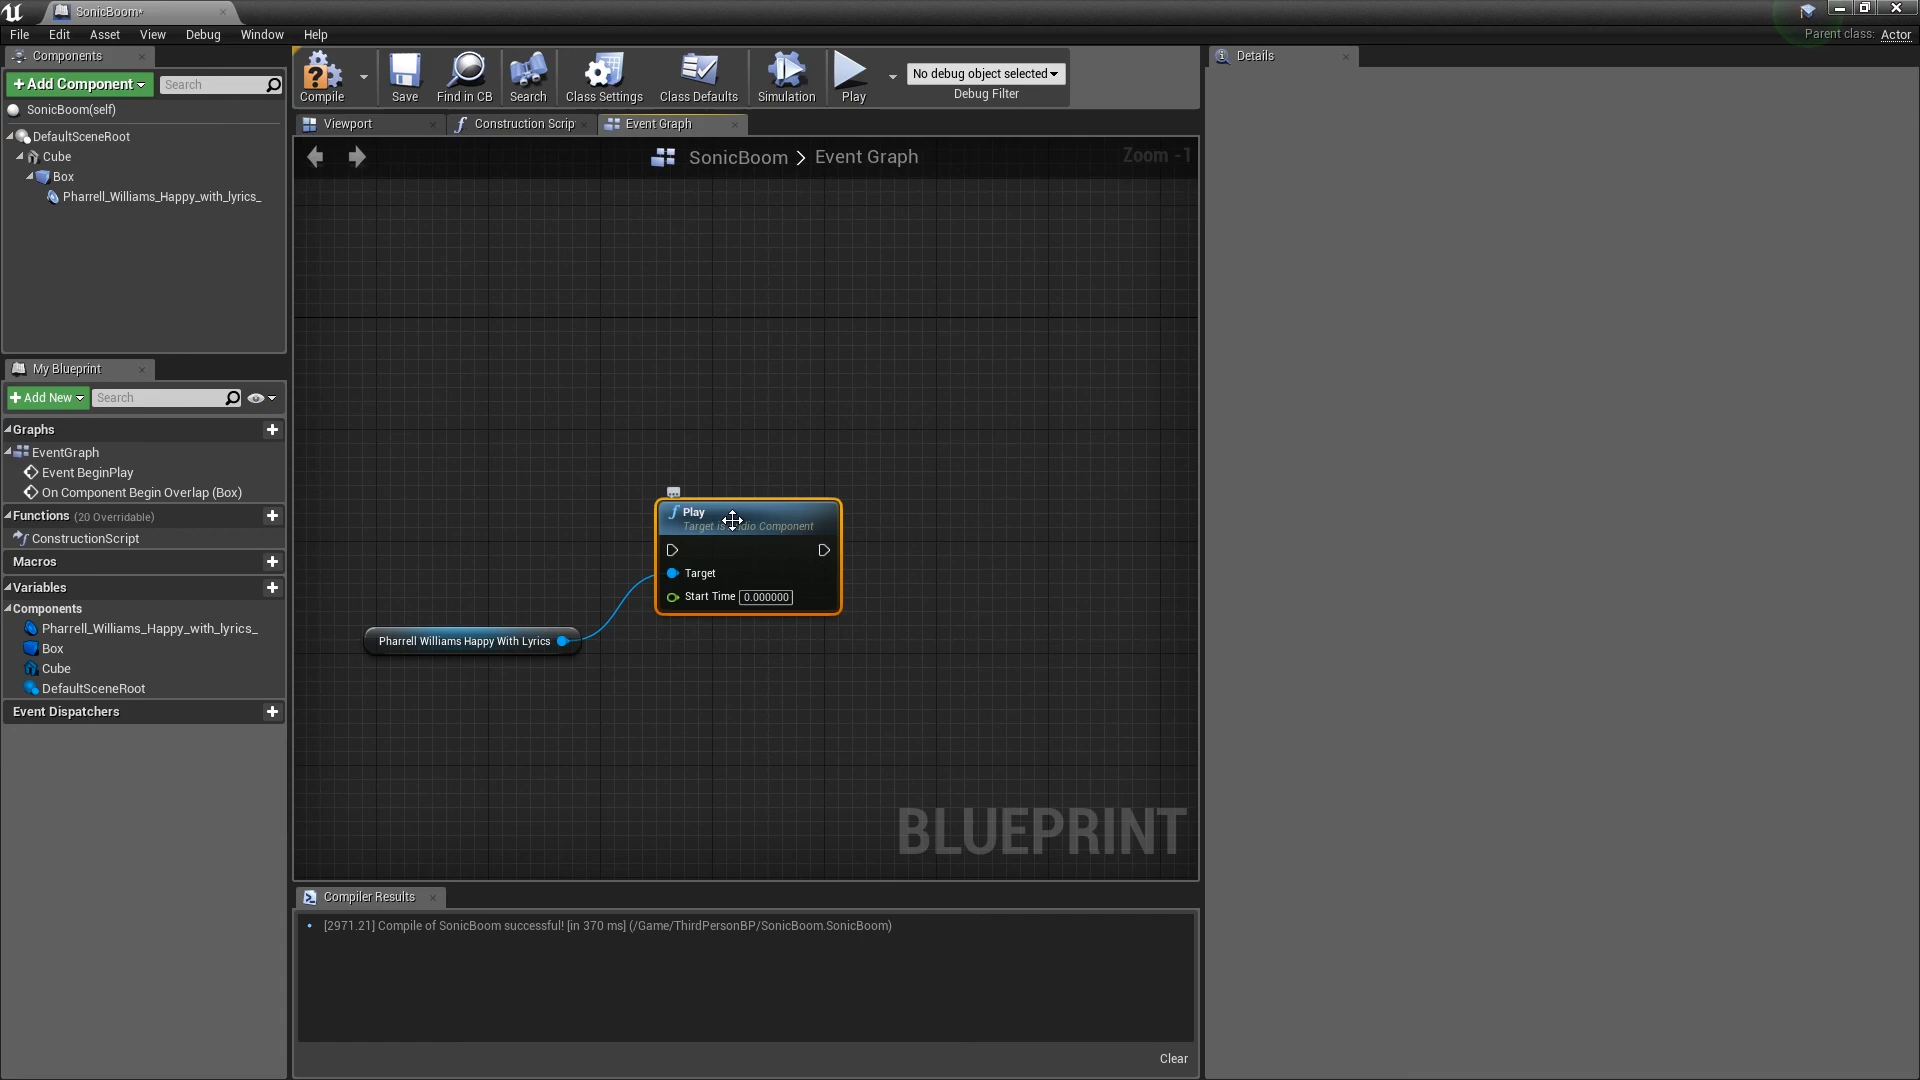 SonicBoom*
File Edit Asset View Debug Window Help
Parent class: Actor
Components
+Add Component
Search
SonicBoom(self)
DefaultSceneRoot
Cube
Box
Pharrell_Williams_Happy_with_lyrics_
My Blueprint
+Add New
Search
Graphs
EventGraph
Event BeginPlay
On Component Begin Overlap (Box)
Functions (20 Overridable)
ConstructionScript
Macros
Variables
Components
Pharrell_Williams_Happy_with_lyrics_
Box
Cube
DefaultSceneRoot
Event Dispatchers
Compile
Save
Find in CB
Search
Class Settings
Class Defaults
Simulation
Play
No debug object selected
Debug Filter
Viewport
Construction Scrip
Event Graph
SonicBoom > Event Graph
Zoom -1
Play
Target is Component
Target
Start Time 0.000000
Pharrell Williams Happy With Lyrics
BLUEPRINT
Compiler Results
[2971.21] Compile of SonicBoom successful! [in 370 ms] (/Game/ThirdPersonBP/SonicBoom.SonicBoom)
Clear
Details